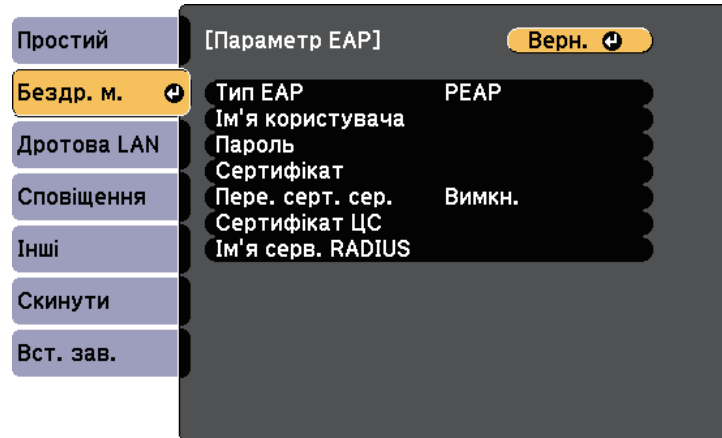 Простий
Бездр. м.
Дротова LAN
Сповіщення
Інші
Скинути
Вст. зав.
[Параметр EAP]
Верн.
Тип EAP PEAP
Ім'я користувача
Пароль
Сертифікат
Пере. серт. сер. Вимкн.
Сертифікат ЦС
Ім'я серв. RADIUS